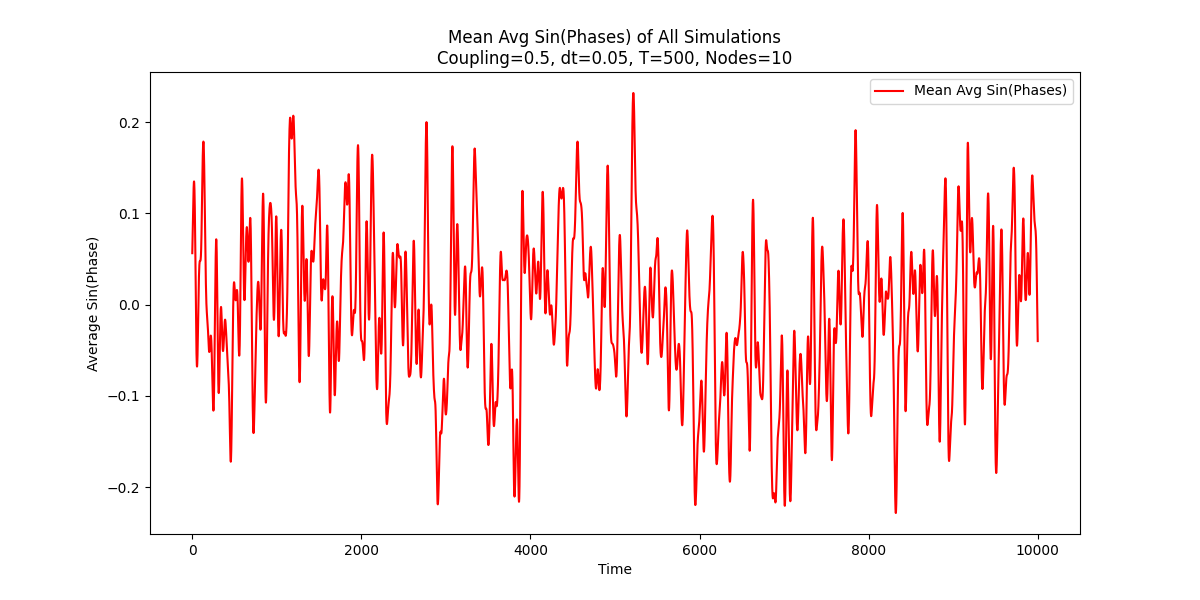 Mean Avg Sin(Phases) of All Simulations
Coupling=0.5, dt=0.05, T=500, Nodes=10
Mean Avg Sin(Phases)
Average Sin(Phase)
0.2
0.1
0.0
−0.1
−0.2
0 2000 4000 6000 8000 10000
Time